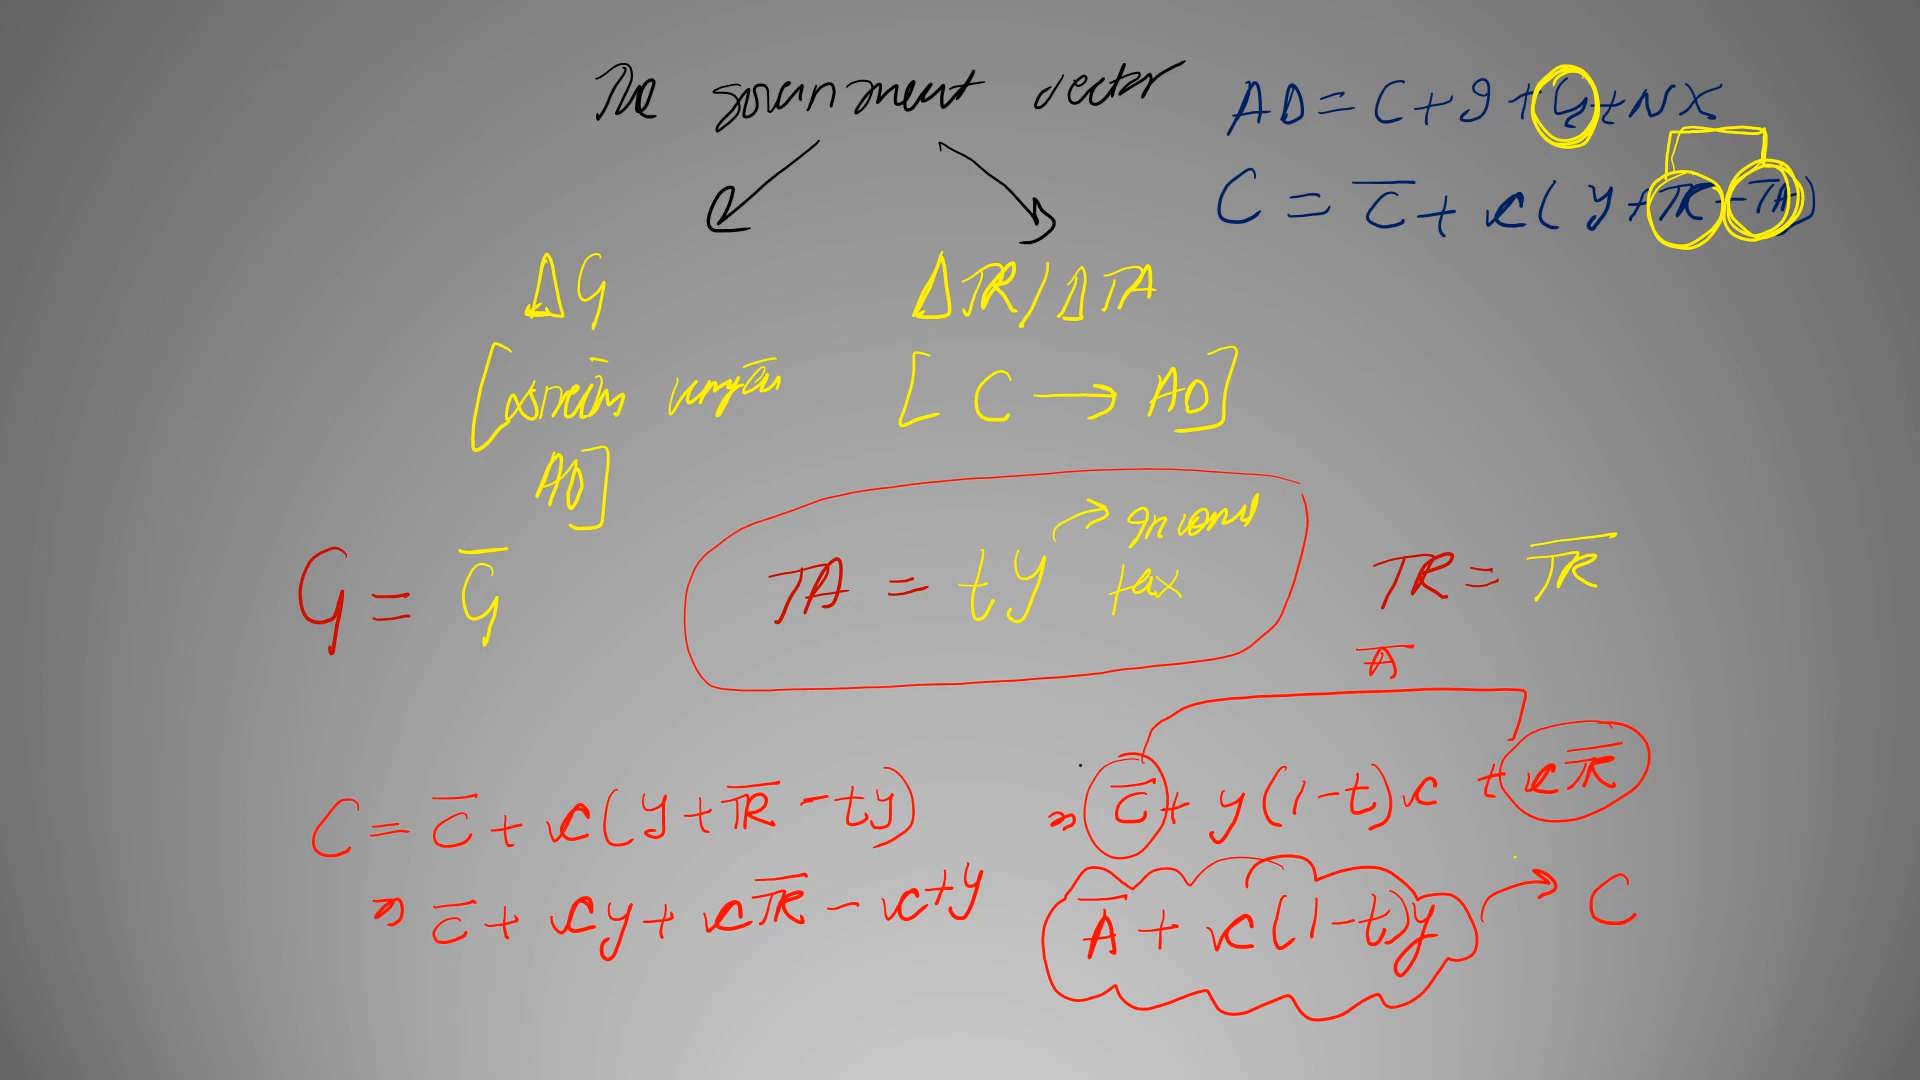 The government sector
AD = C + I + G + NX
C = C̅ + c(y + TR - TA)
ΔG
ΔTR/ΔTA
[
AD]
[C → AD]
G = G̅
TA = ty → Income tax
TR = T̅R̅
A̅
C = C̅ + c(y + T̅R̅ - ty)
⇒ C̅ + y(1-t)c + cT̅R̅
⇒ C̅ + cy + cT̅R̅ - cty
A̅ + c(1-t)y → C